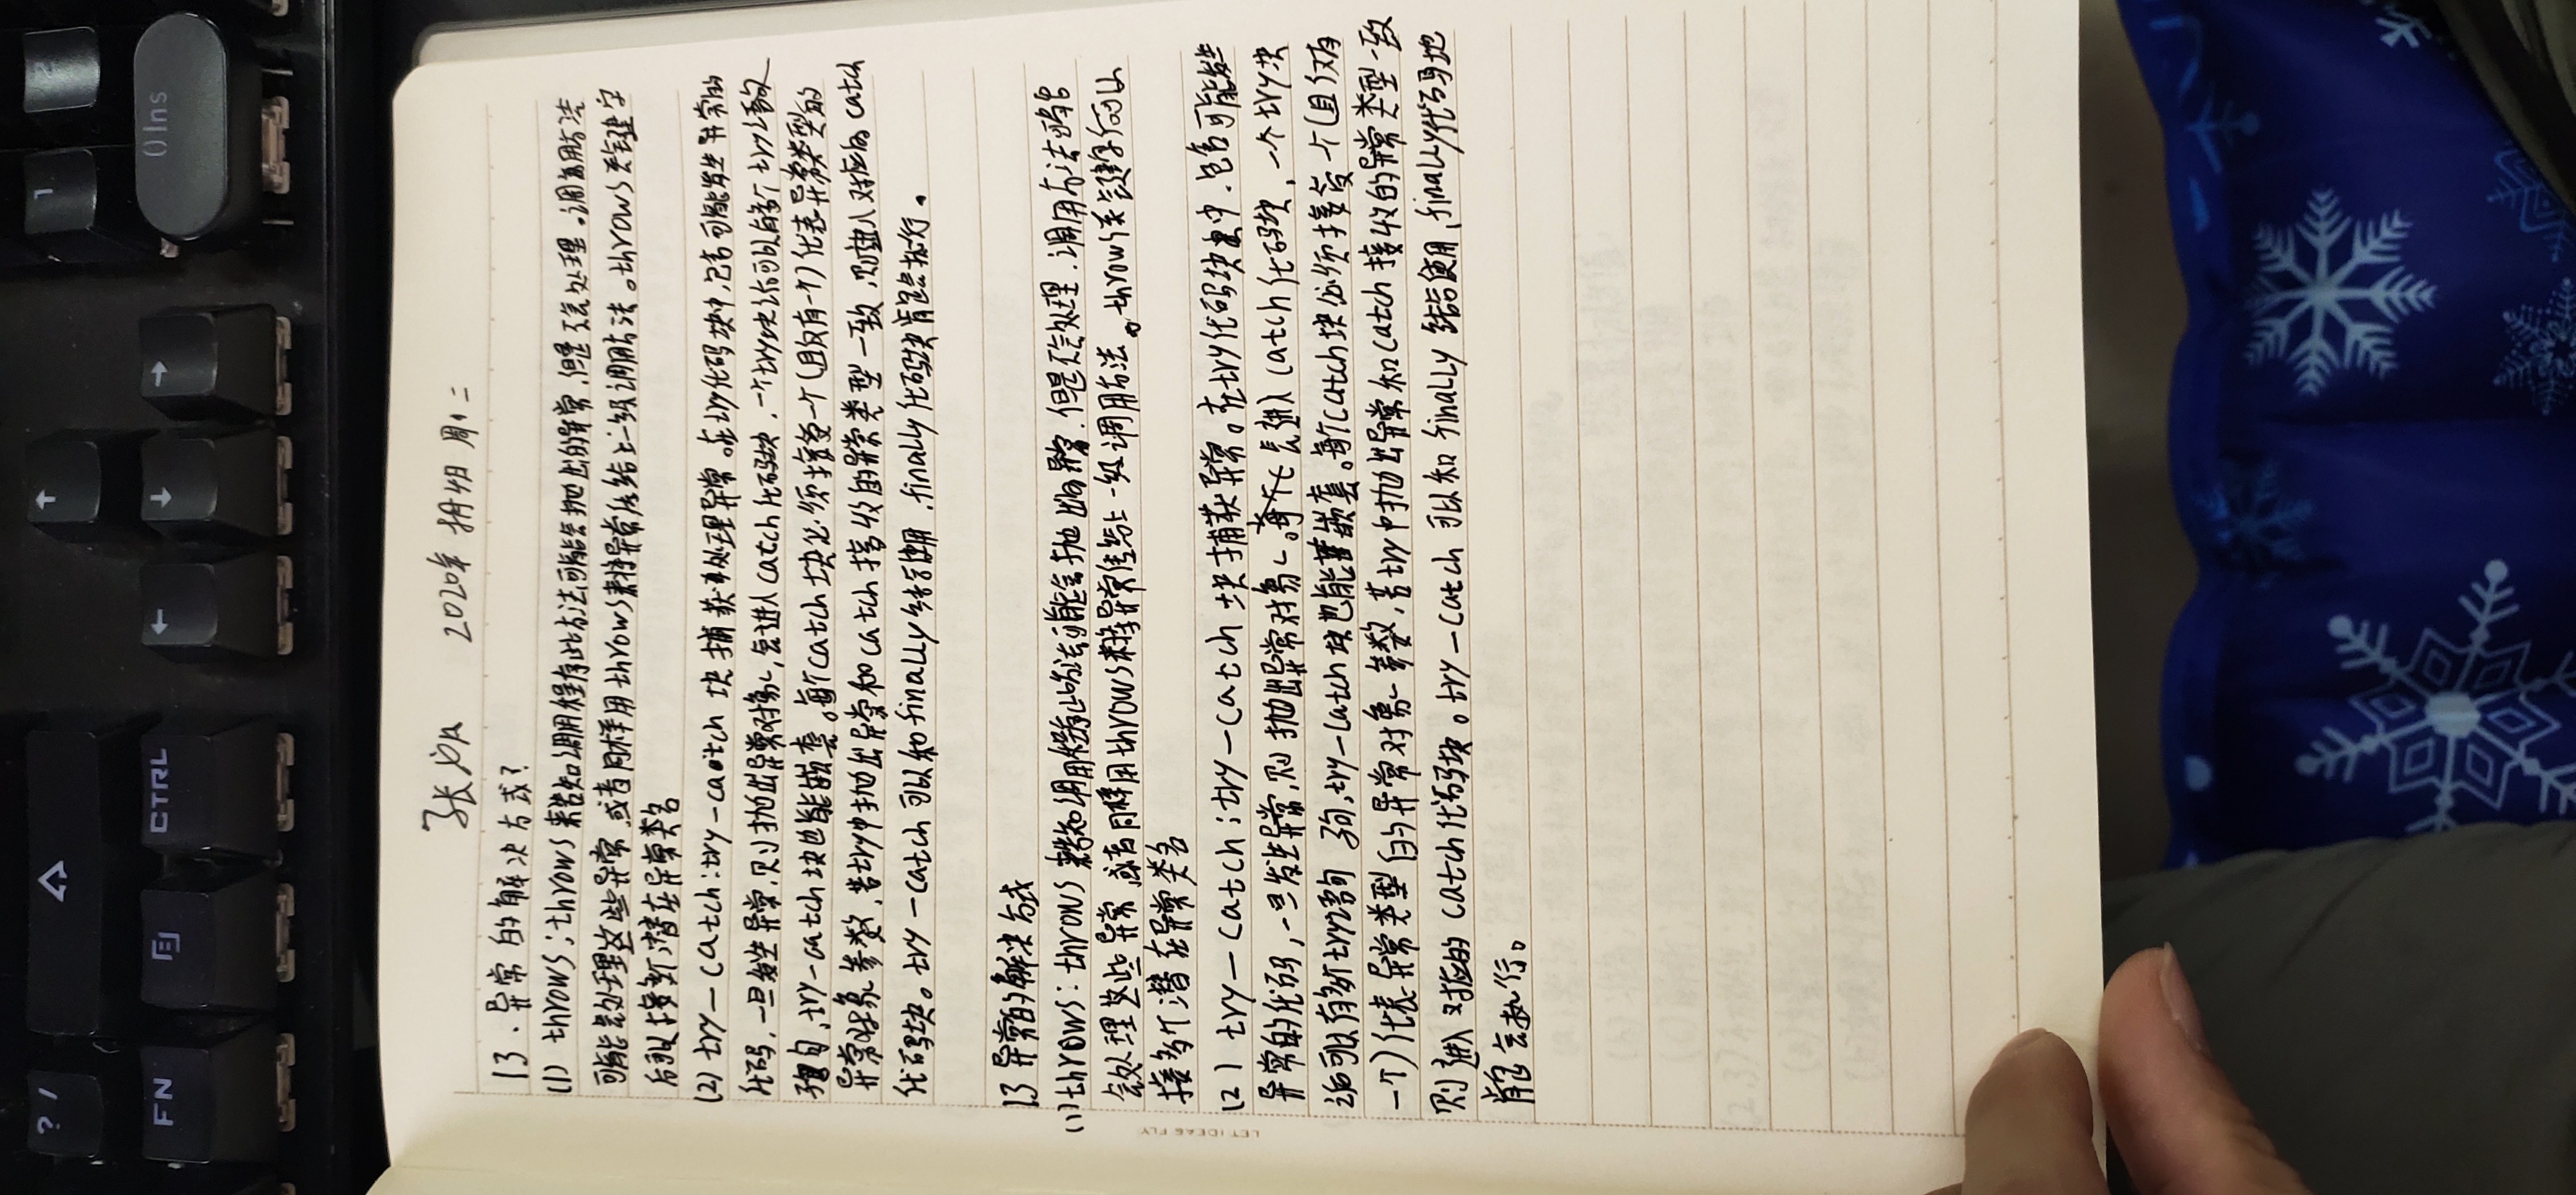 ? /
1
2
FN
CTRL
0 Ins
张 2020年 8月4日 周二
13.异常的解决方式?
(1) throws:throws来告知调用程序此方法可能会抛出的异常,但是不会处理。调用方法
可能会处理这些异常,或者同样用throws来将异常传给上一级调用方法。throws关键字
后可以接多个潜在异常类名
(2) try—catch:try—catch 块捕获并处理异常。在try代码块中,包含可能发生异常的
代码,一旦发生异常,则抛出异常对象,会进入catch代码块,一个try块之后可以有多个try语句
子句,try—catch块也能嵌套。每个catch块必须接受一个(且仅有一个)代表异常类型的
异常对象参数,若try中抛出异常和catch接收的异常类型一致,则进入对应的catch
代码块。try—catch可以和finally结合使用,finally代码块肯定会执行。
13 异常的解决方式
(1) throws:throws来告知调用程序此方法可能会抛出的异常,但是不会处理,调用方法可能
会处理这些异常,或者同样用throws来将异常传给上一级调用方法。throws关键字后可以
接多个潜在异常类名
(2) try—catch:try—catch 块捕获异常。在try代码块中,包含可能发生
异常的代码,一旦发生异常,则抛出异常对象。会进入catch代码块,一个try块
之后可以有多个try语句 子句,try—catch块也能嵌套。每个catch块必须接受一个(且仅有
一个)代表异常类型的异常对象参数,若try中抛出异常和catch接收的异常类型一致
则进入对应的catch代码块。try—catch 可以和finally结合使用,finally代码块
肯定会执行。
LET IDEAS FLY